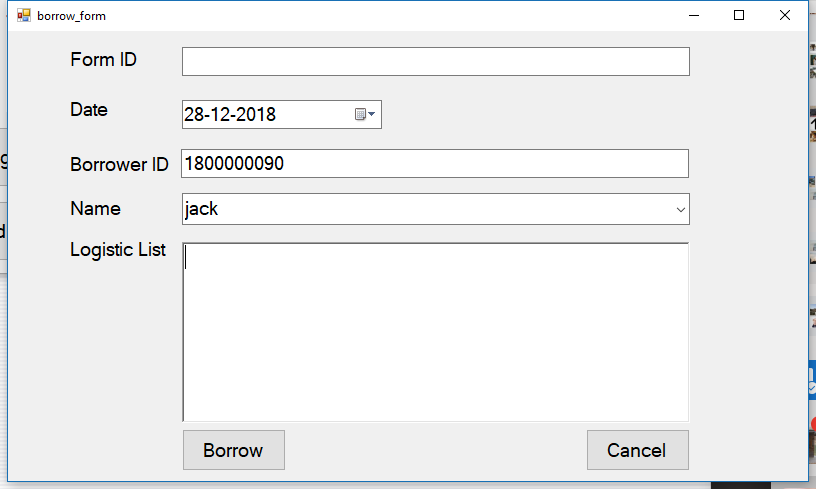 borrow_form
Form ID
Date 28-12-2018
Borrower ID 1800000090
Name jack
Logistic List
Borrow Cancel